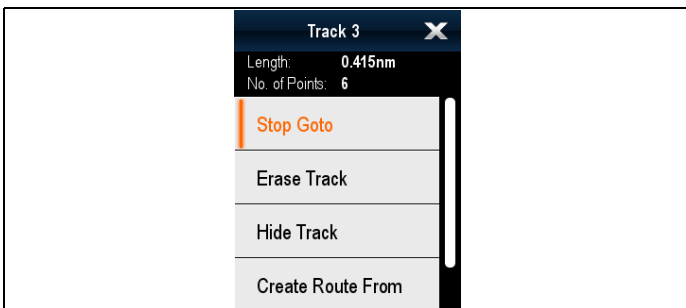 Track 3
Length: 0.415nm
No. of Points: 6
Stop Goto
Erase Track
Hide Track
Create Route From